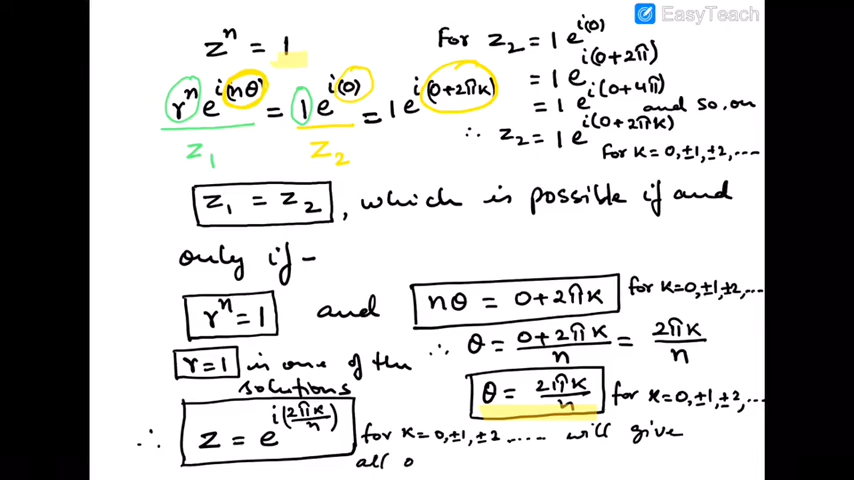 EasyTeach
zⁿ = 1
rⁿ e^{i(nθ)} = 1 e^{i(0)} = 1 e^{i(0+2πk)}
z₁ z₂
For z₂ = 1 e^{i(0)}
= 1 e^{i(0+2π)}
= 1 e^{i(0+4π)} and so on
∴ z₂ = 1 e^{i(0+2πk)}
for k = 0, ±1, ±2, ....
z₁ = z₂ , which is possible if and
only if -
rⁿ = 1 and nθ = 0+2πk for k=0,±1,±2,....
r=1 is one of the
solutions
∴ θ = (0+2πk)/n = 2πk/n
θ = 2πk/n for k=0,±1,±2,....
∴ z = e^{i(2πk/n)} for k=0,±1,±2...... will give
all o